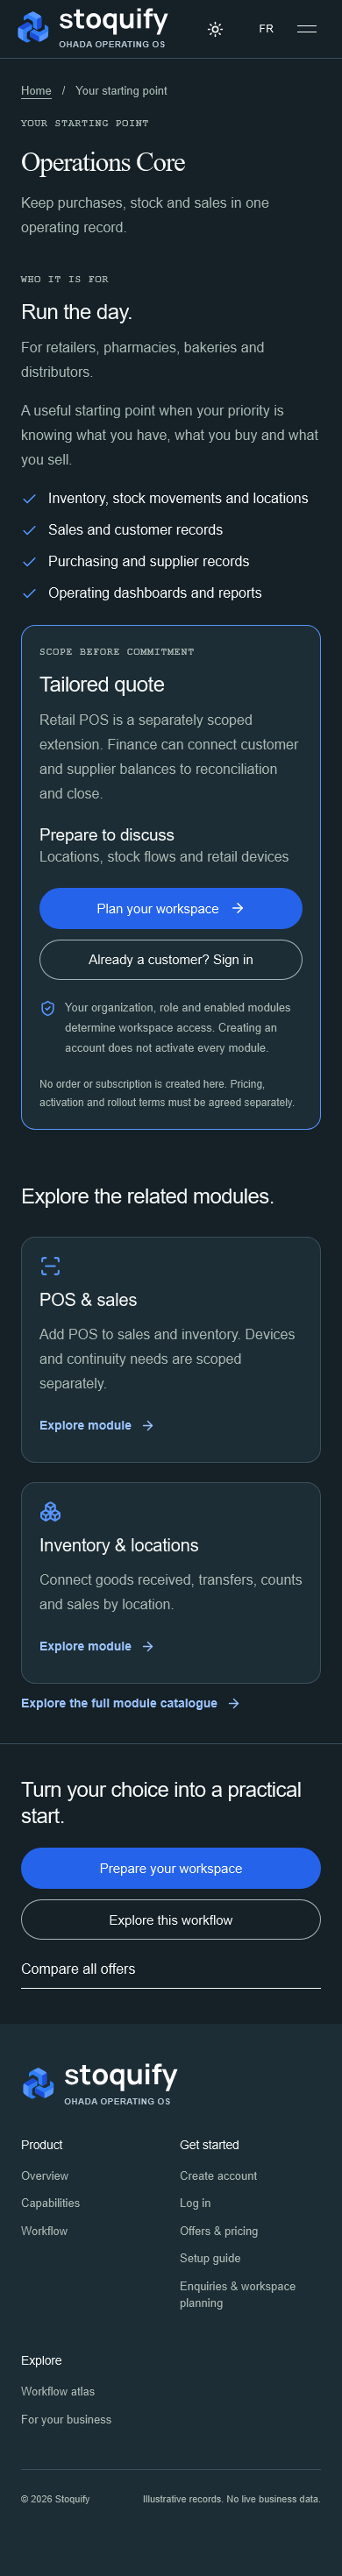 stoquify
OHADA OPERATING OS
FR
Home / Your starting point
YOUR STARTING POINT
Operations Core
Keep purchases, stock and sales in one
operating record.
WHO IT IS FOR
Run the day.
For retailers, pharmacies, bakeries and
distributors.
A useful starting point when your priority is
knowing what you have, what you buy and what
you sell.
Inventory, stock movements and locations
Sales and customer records
Purchasing and supplier records
Operating dashboards and reports
SCOPE BEFORE COMMITMENT
Tailored quote
Retail POS is a separately scoped
extension. Finance can connect customer
and supplier balances to reconciliation
and close.
Prepare to discuss
Locations, stock flows and retail devices
Plan your workspace
Already a customer? Sign in
Your organization, role and enabled modules
determine workspace access. Creating an
account does not activate every module.
No order or subscription is created here. Pricing,
activation and rollout terms must be agreed separately.
Explore the related modules.
POS & sales
Add POS to sales and inventory. Devices
and continuity needs are scoped
separately.
Explore module
Inventory & locations
Connect goods received, transfers, counts
and sales by location.
Explore module
Explore the full module catalogue
Turn your choice into a practical
start.
Prepare your workspace
Explore this workflow
Compare all offers
stoquify
OHADA OPERATING OS
Product
Overview
Capabilities
Workflow
Get started
Create account
Log in
Offers & pricing
Setup guide
Enquiries & workspace
planning
Explore
Workflow atlas
For your business
© 2026 Stoquify
Illustrative records. No live business data.